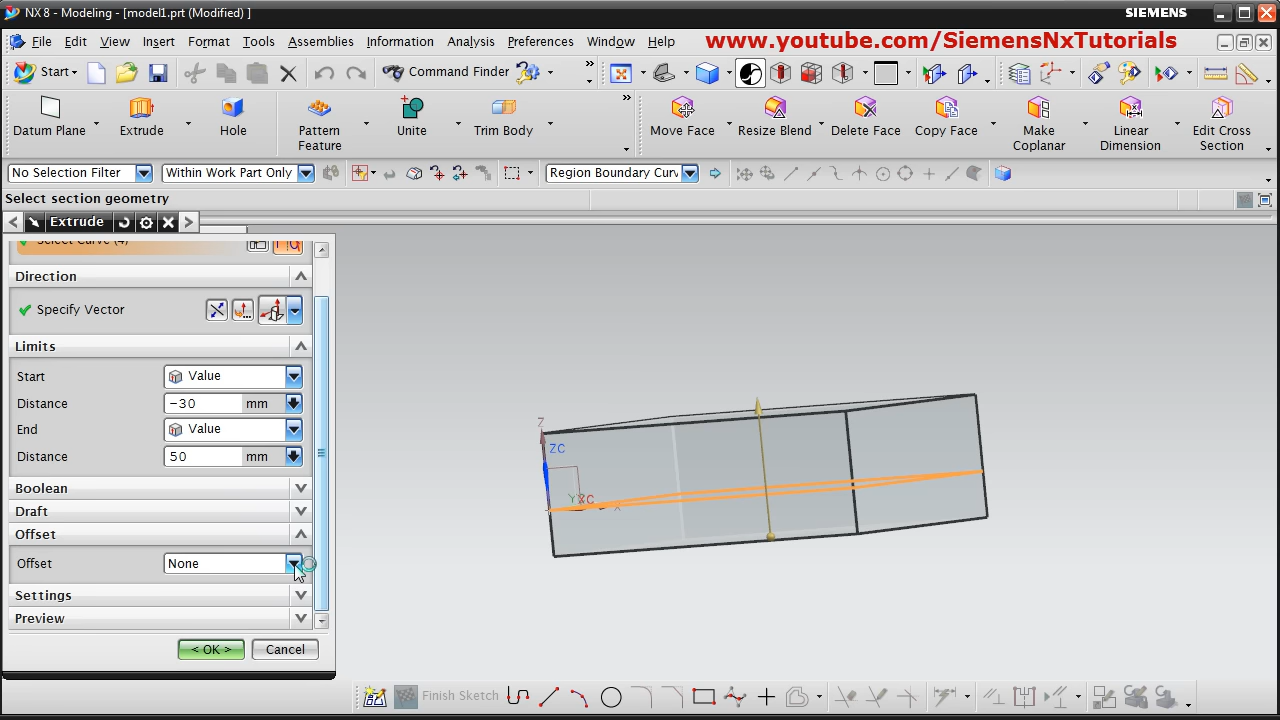 NX 8 - Modeling - [model1.prt (Modified) ]
SIEMENS
File Edit View Insert Format Tools Assemblies Information Analysis Preferences Window Help
www.youtube.com/SiemensNxTutorials
Start Command Finder
Datum Plane Extrude Hole Pattern Feature Unite Trim Body Move Face Resize Blend Delete Face Copy Face Make Coplanar Linear Dimension Edit Cross Section
No Selection Filter Within Work Part Only Region Boundary Curv
Select section geometry
Extrude
Select Curve (4)
Direction
Specify Vector
Limits
Start Value
Distance -30 mm
End Value
Distance 50 mm
Boolean
Draft
Offset
Offset None
Settings
Preview
< OK > Cancel
Z
ZC
XC
X
Finish Sketch